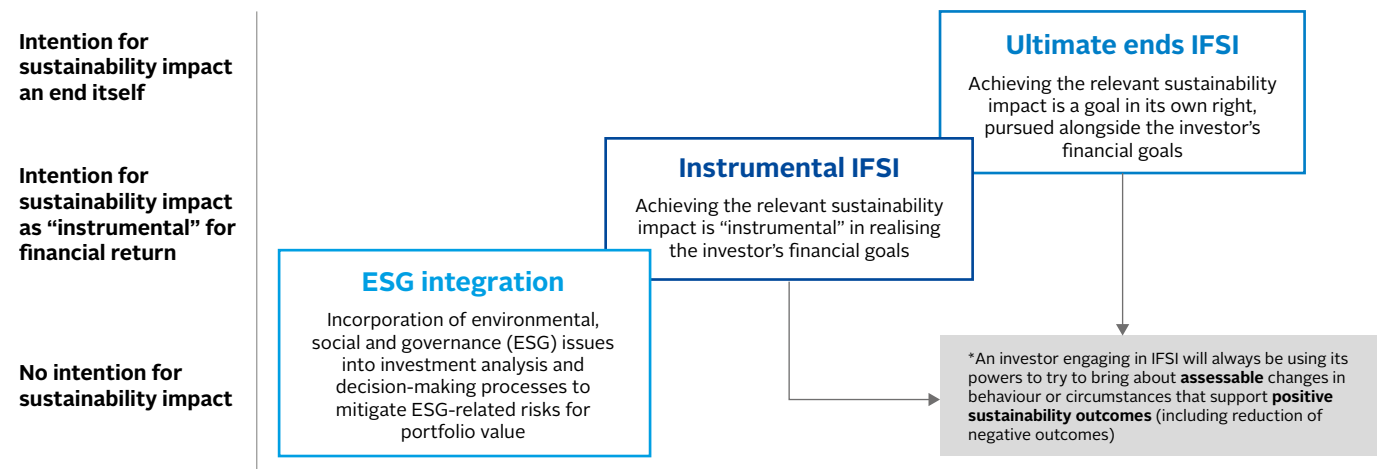 Intention for
sustainability impact
an end itself
Intention for
sustainability impact
as “instrumental” for
financial return
No intention for
sustainability impact
Ultimate ends IFSI
Achieving the relevant sustainability
impact is a goal in its own right,
pursued alongside the investor’s
financial goals
Instrumental IFSI
Achieving the relevant sustainability
impact is “instrumental” in realising
the investor’s financial goals
ESG integration
Incorporation of environmental,
social and governance (ESG) issues
into investment analysis and
decision-making processes to
mitigate ESG-related risks for
portfolio value
*An investor engaging in IFSI will always be using its
powers to try to bring about assessable changes in
behaviour or circumstances that support positive
sustainability outcomes (including reduction of
negative outcomes)